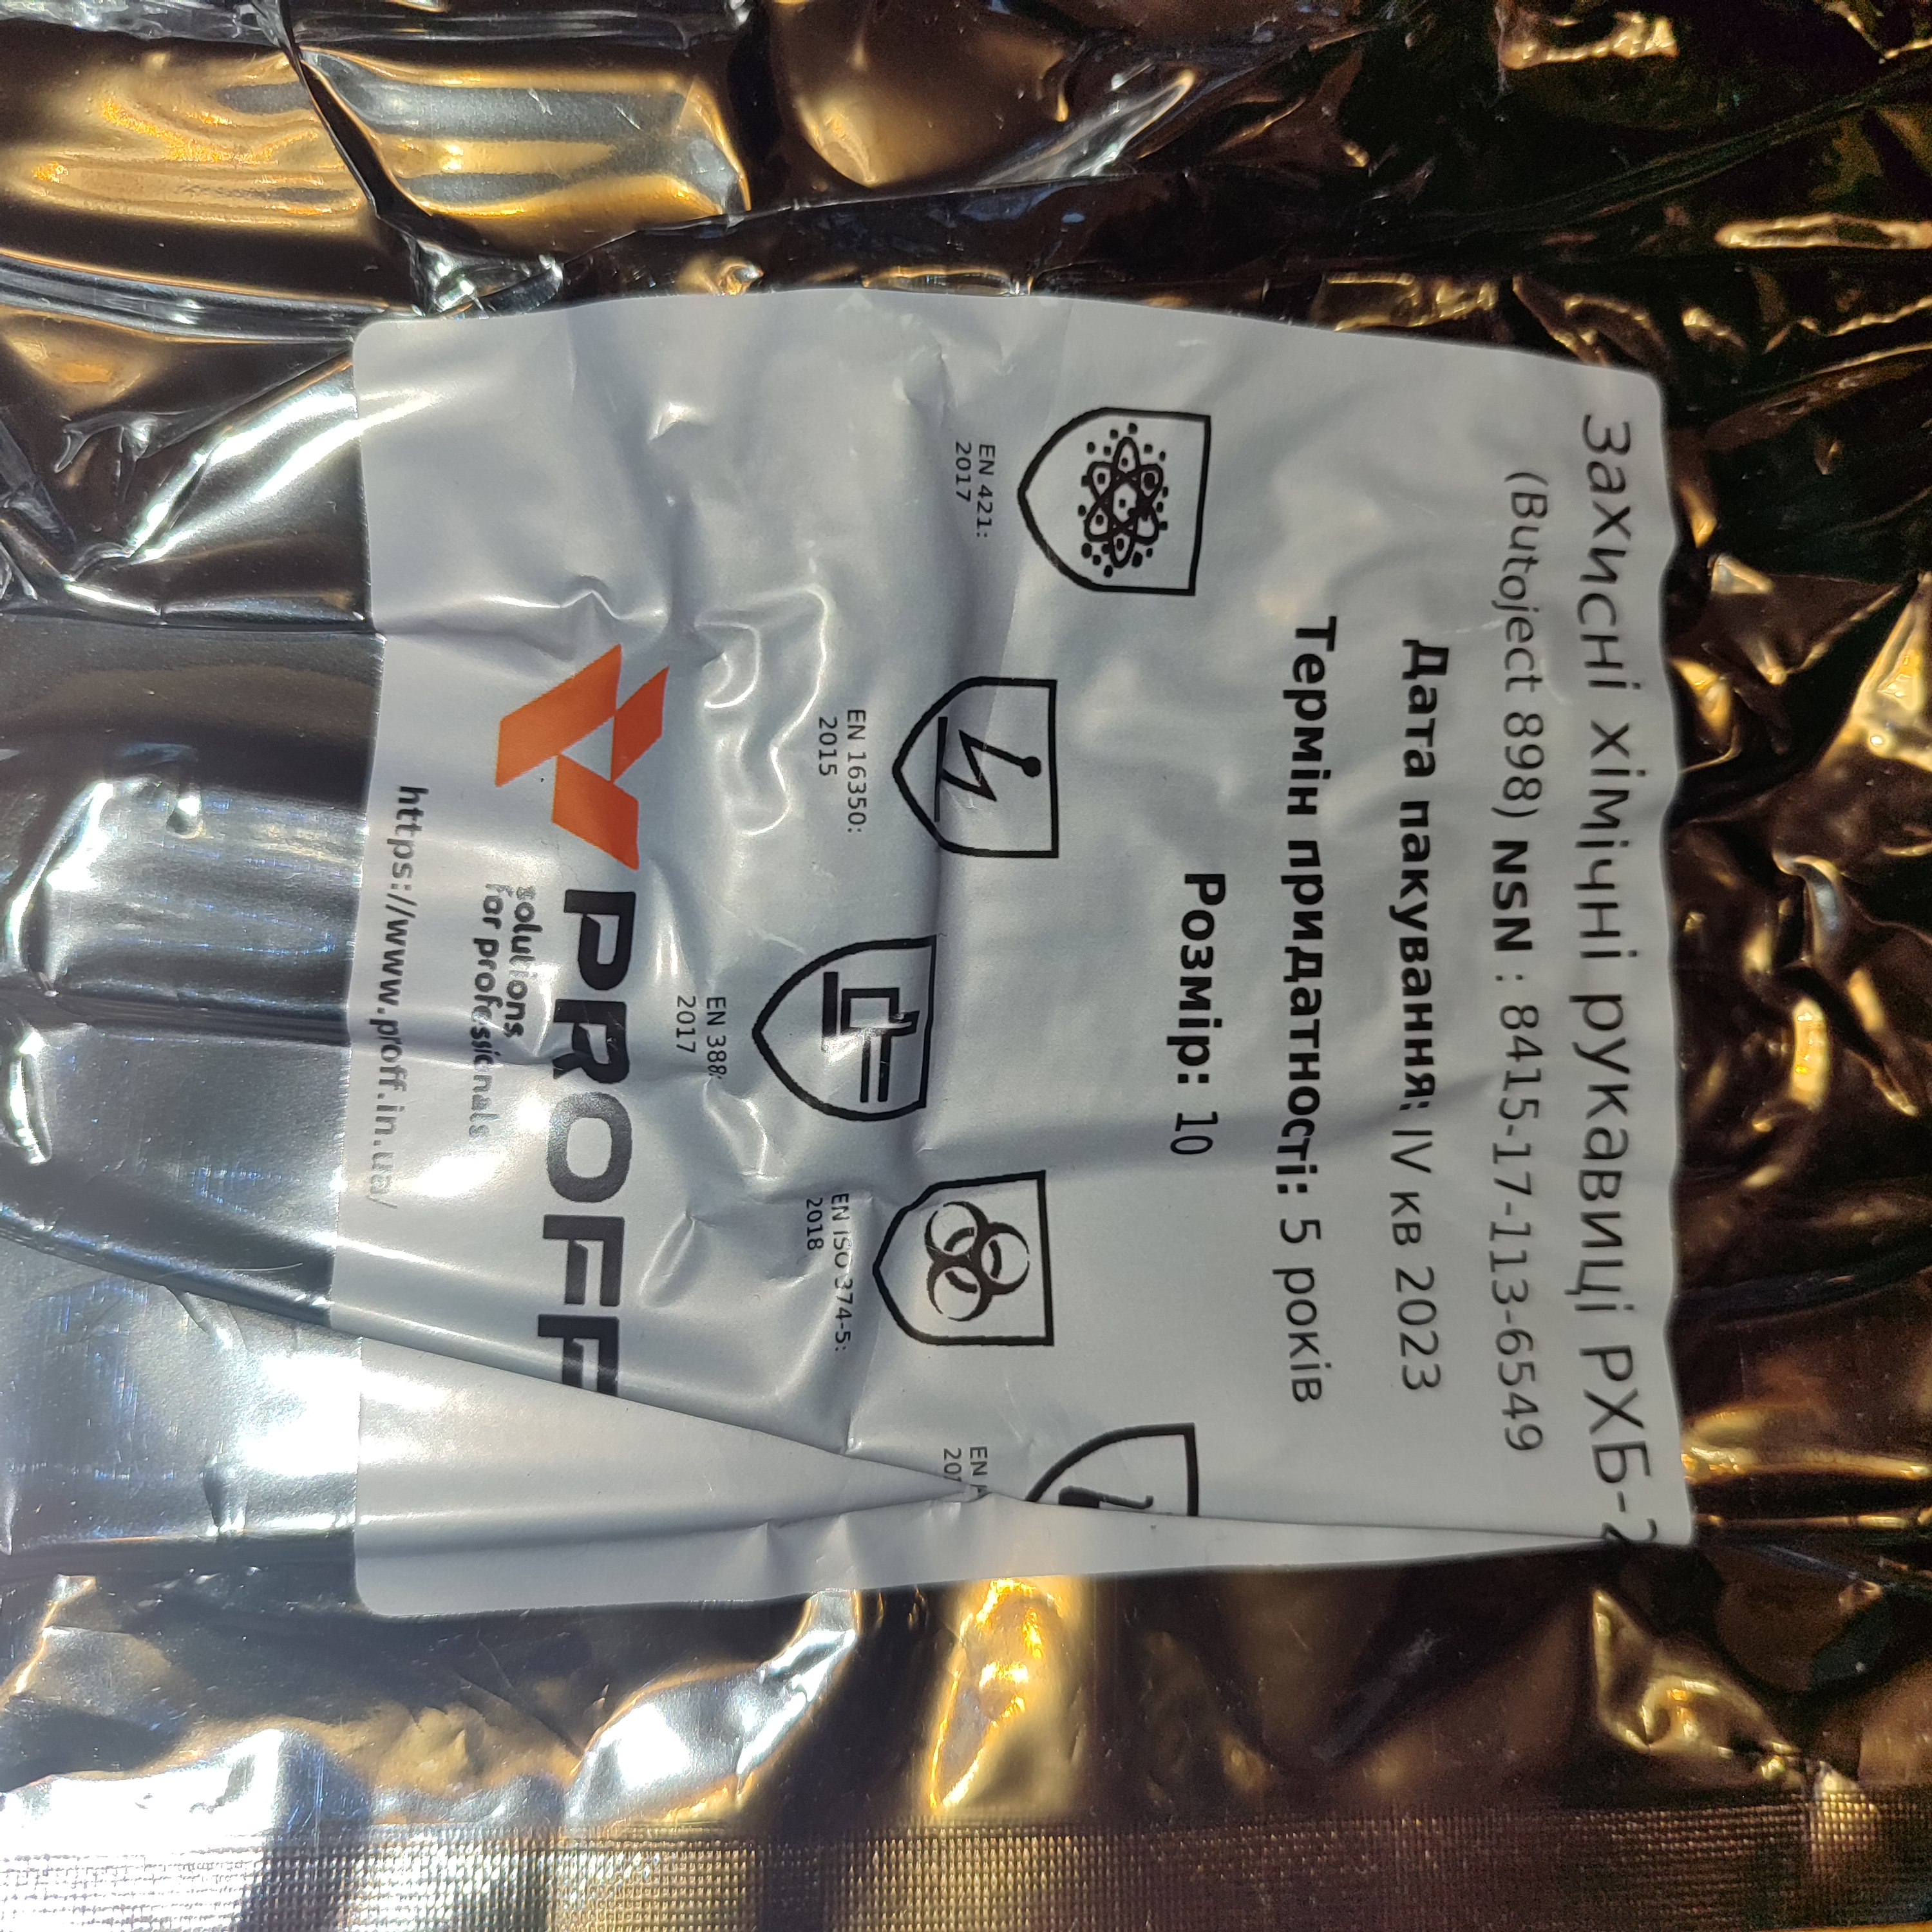 Захисні хімічні рукавиці РХБ-2
(Butoject 898) NSN : 8415-17-113-6549
Дата пакування: IV кв 2023
Термін придатності: 5 років
Розмір: 10
EN 421:
2017
EN 16350:
2015
EN 388:
2017
EN ISO 374-5:
2018
EN
PROFF
solutions
for professionals
https://www.proff.in.ua/